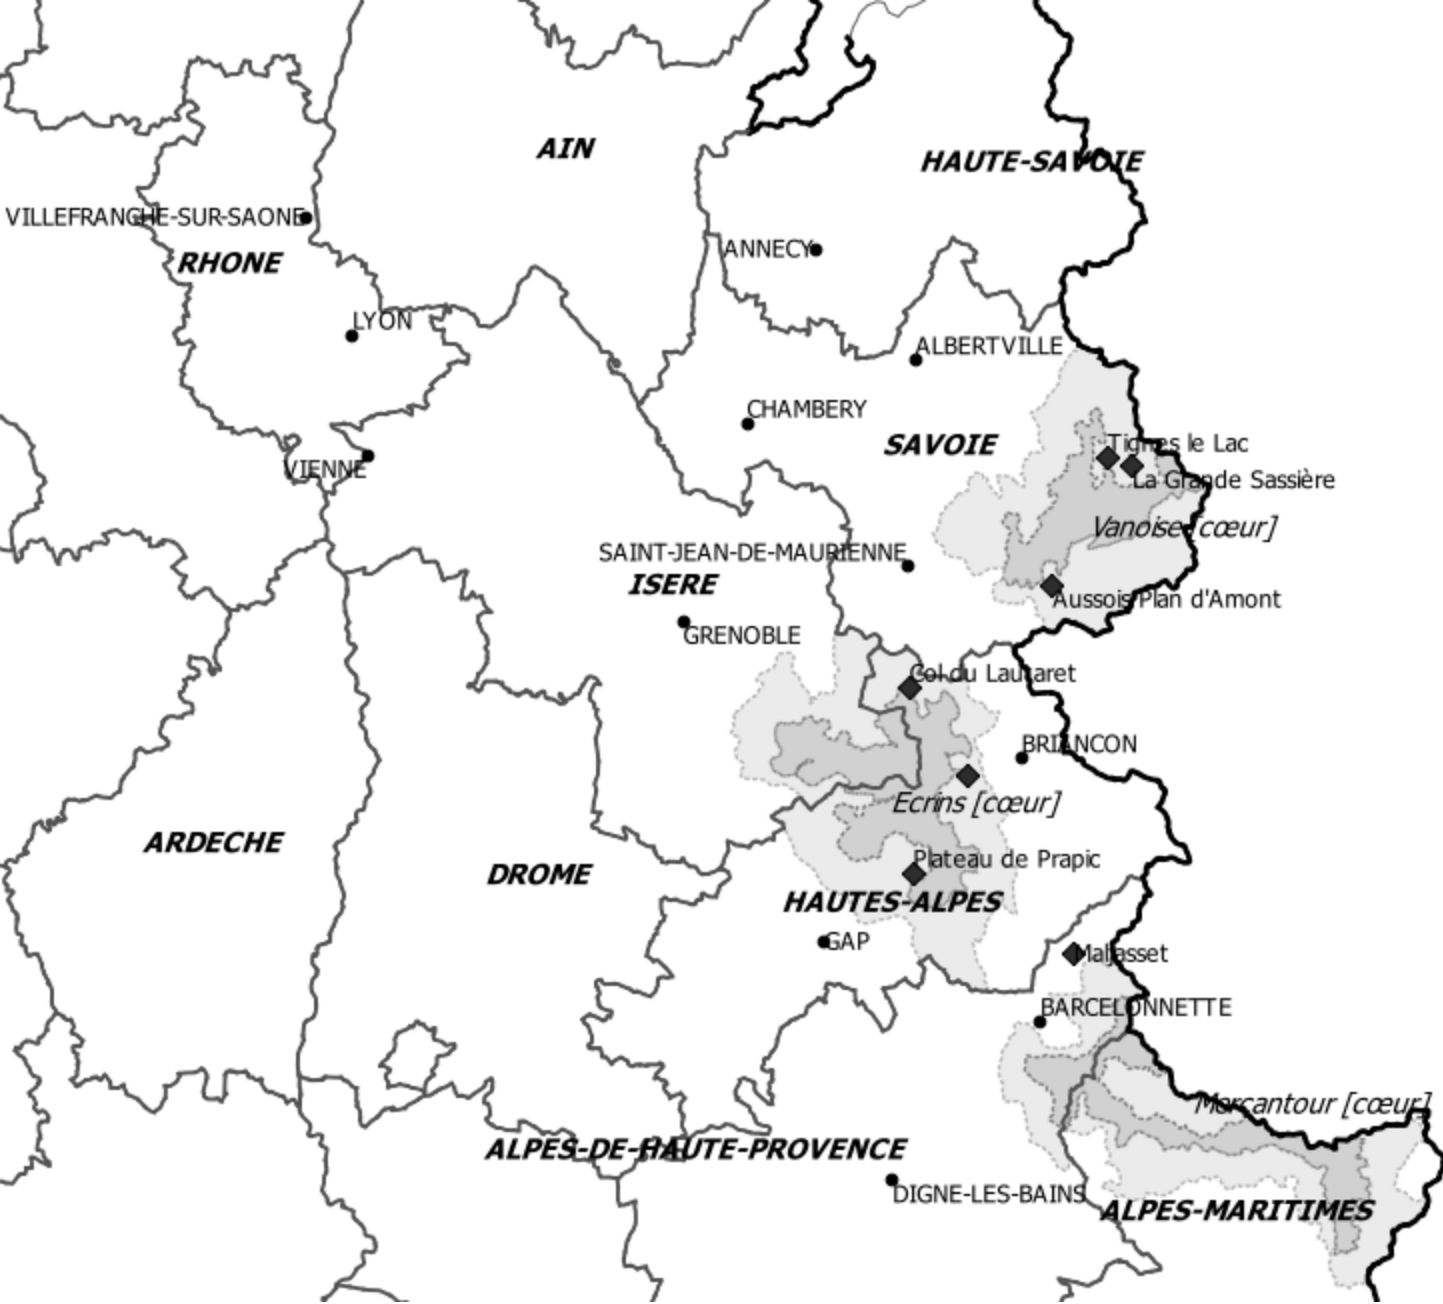 AIN
HAUTE-SAVOIE
VILLEFRANCHE-SUR-SAONE
ANNECY
RHONE
LYON
ALBERTVILLE
CHAMBERY
SAVOIE
Tignes le Lac
VIENNE
La Grande Sassière
Vanoise [cœur]
SAINT-JEAN-DE-MAURIENNE
ISERE
Aussois Plan d'Amont
GRENOBLE
Col du Lautaret
BRIANCON
Ecrins [cœur]
ARDECHE
Plateau de Prapic
DROME
HAUTES-ALPES
GAP
Maljasset
BARCELONNETTE
Mercantour [cœur]
ALPES-DE-HAUTE-PROVENCE
DIGNE-LES-BAINS
ALPES-MARITIMES